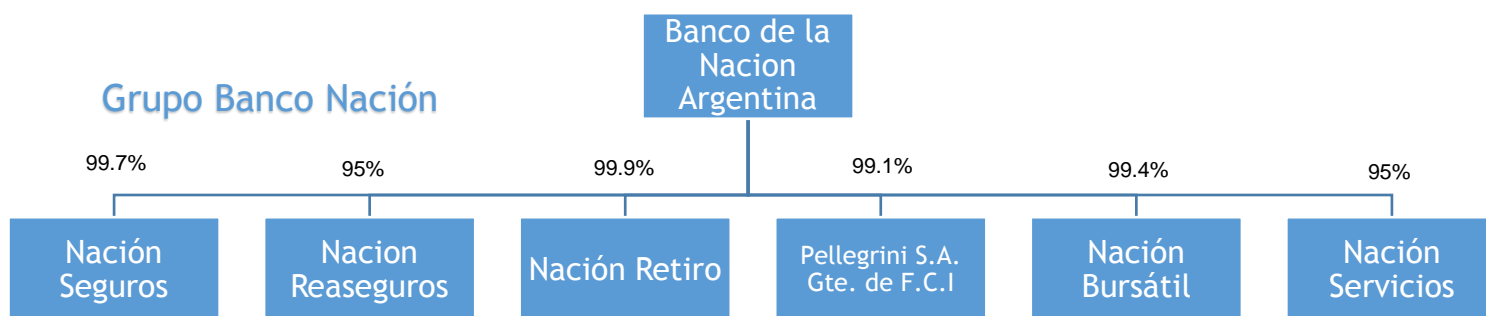 Banco de la
Nacion
Argentina
Grupo Banco Nación
99.7%
95%
99.9%
99.1%
99.4%
95%
Nación
Seguros
Nacion
Reaseguros
Nación Retiro
Pellegrini S.A.
Gte. de F.C.I
Nación
Bursátil
Nación
Servicios